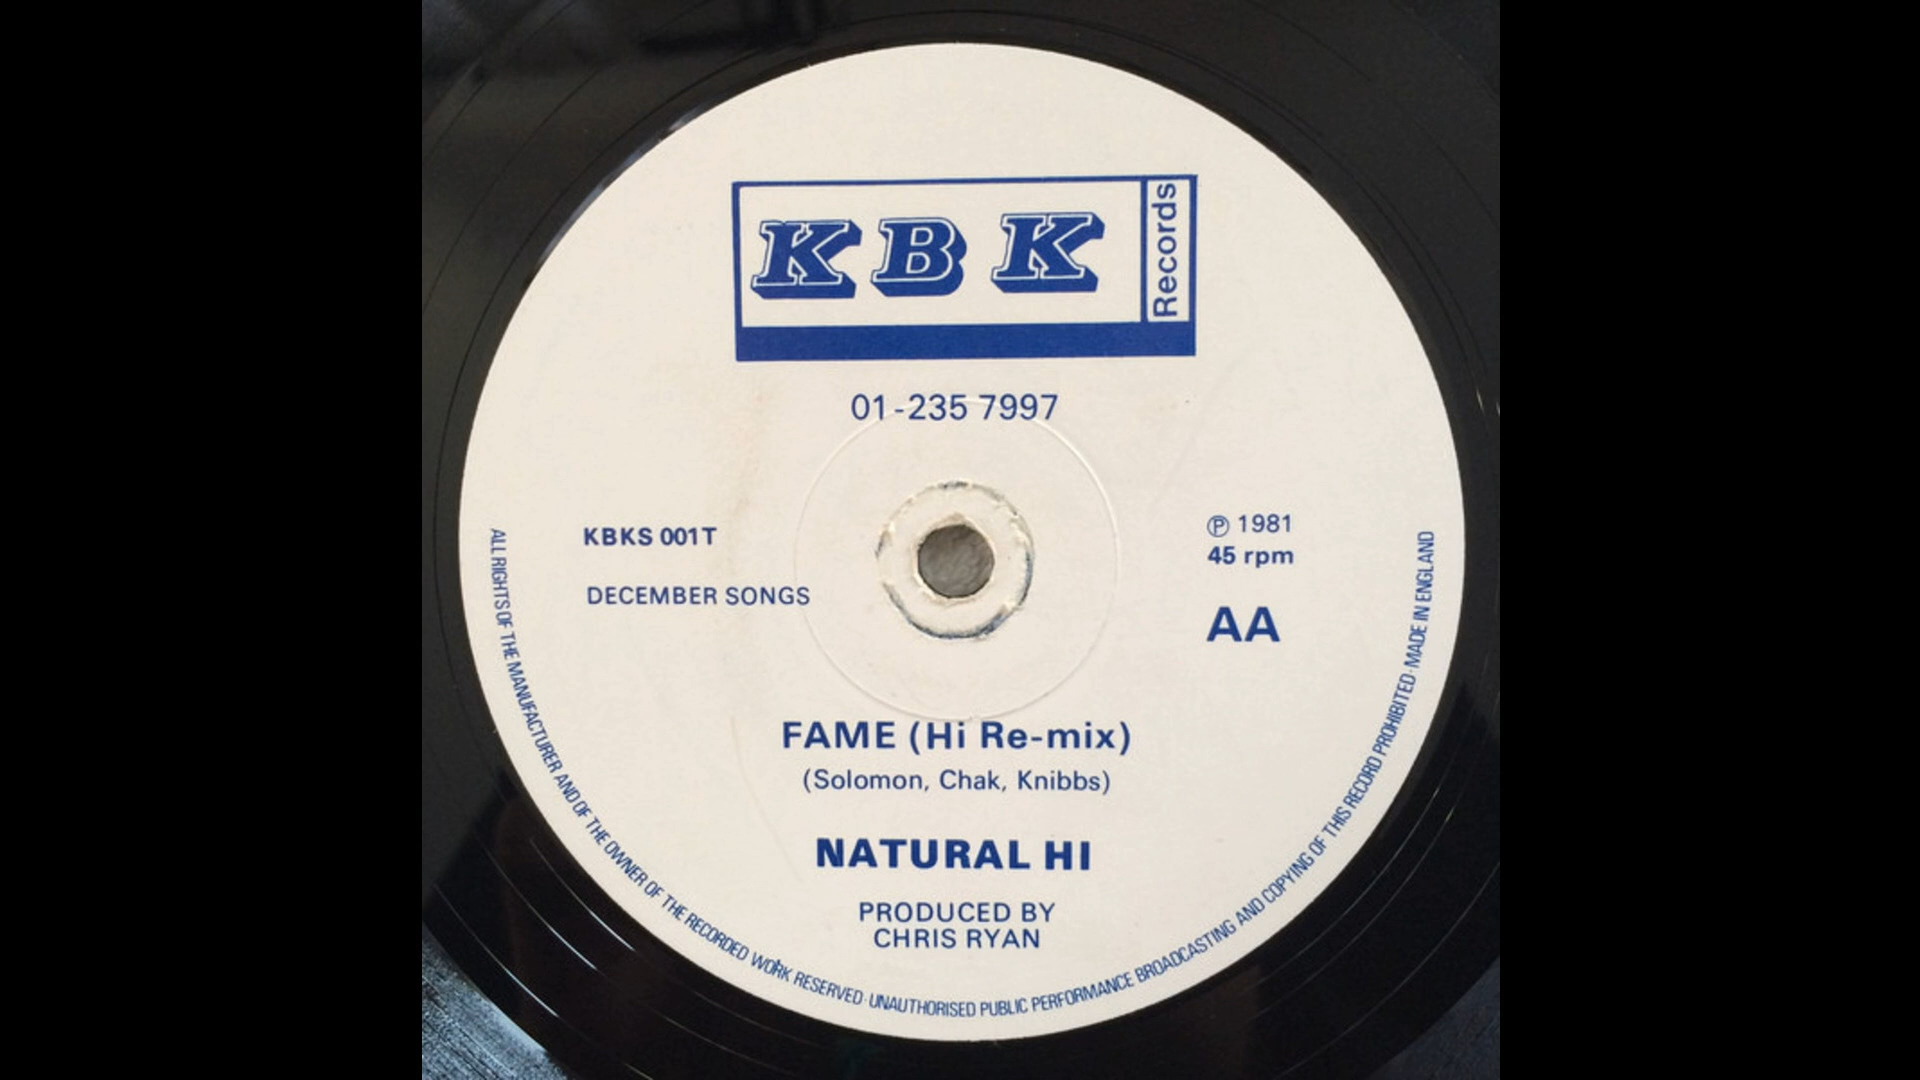 KBK
Records
01-235 7997
KBKS 001T
℗ 1981
45 rpm
DECEMBER SONGS
AA
FAME (Hi Re-mix)
(Solomon, Chak, Knibbs)
NATURAL HI
PRODUCED BY
CHRIS RYAN
ALL RIGHTS OF THE MANUFACTURER AND OF THE OWNER OF THE RECORDED WORK RESERVED · UNAUTHORISED PUBLIC PERFORMANCE BROADCASTING AND COPYING OF THIS RECORD PROHIBITED · MADE IN ENGLAND